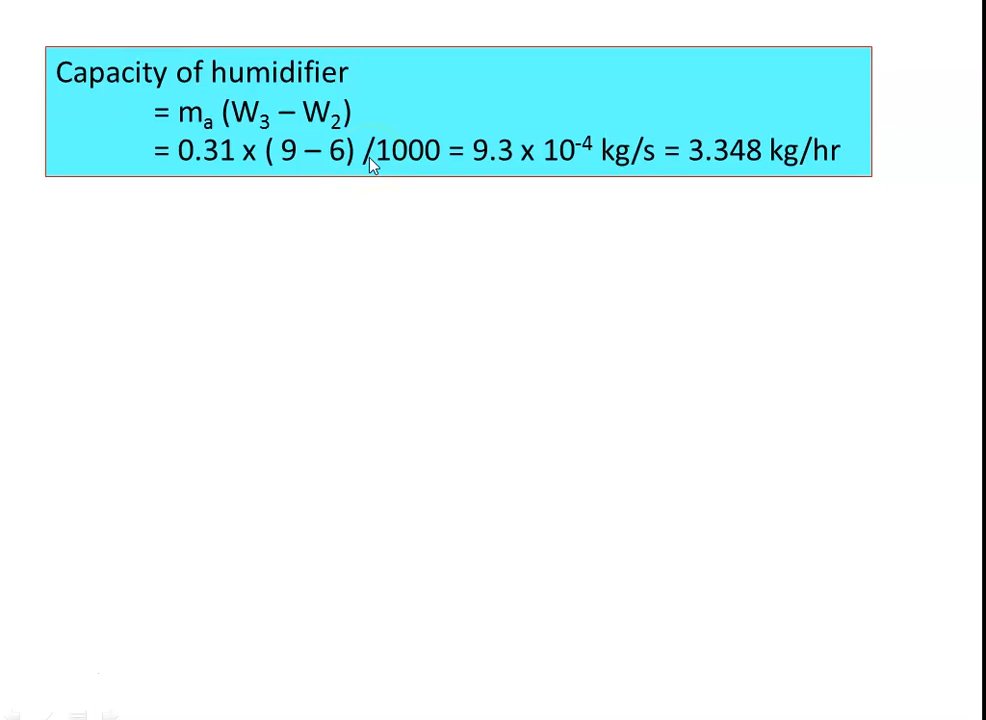 Capacity of humidifier
= mₐ (W₃ – W₂)
= 0.31 x ( 9 – 6) /1000 = 9.3 x 10⁻⁴ kg/s = 3.348 kg/hr